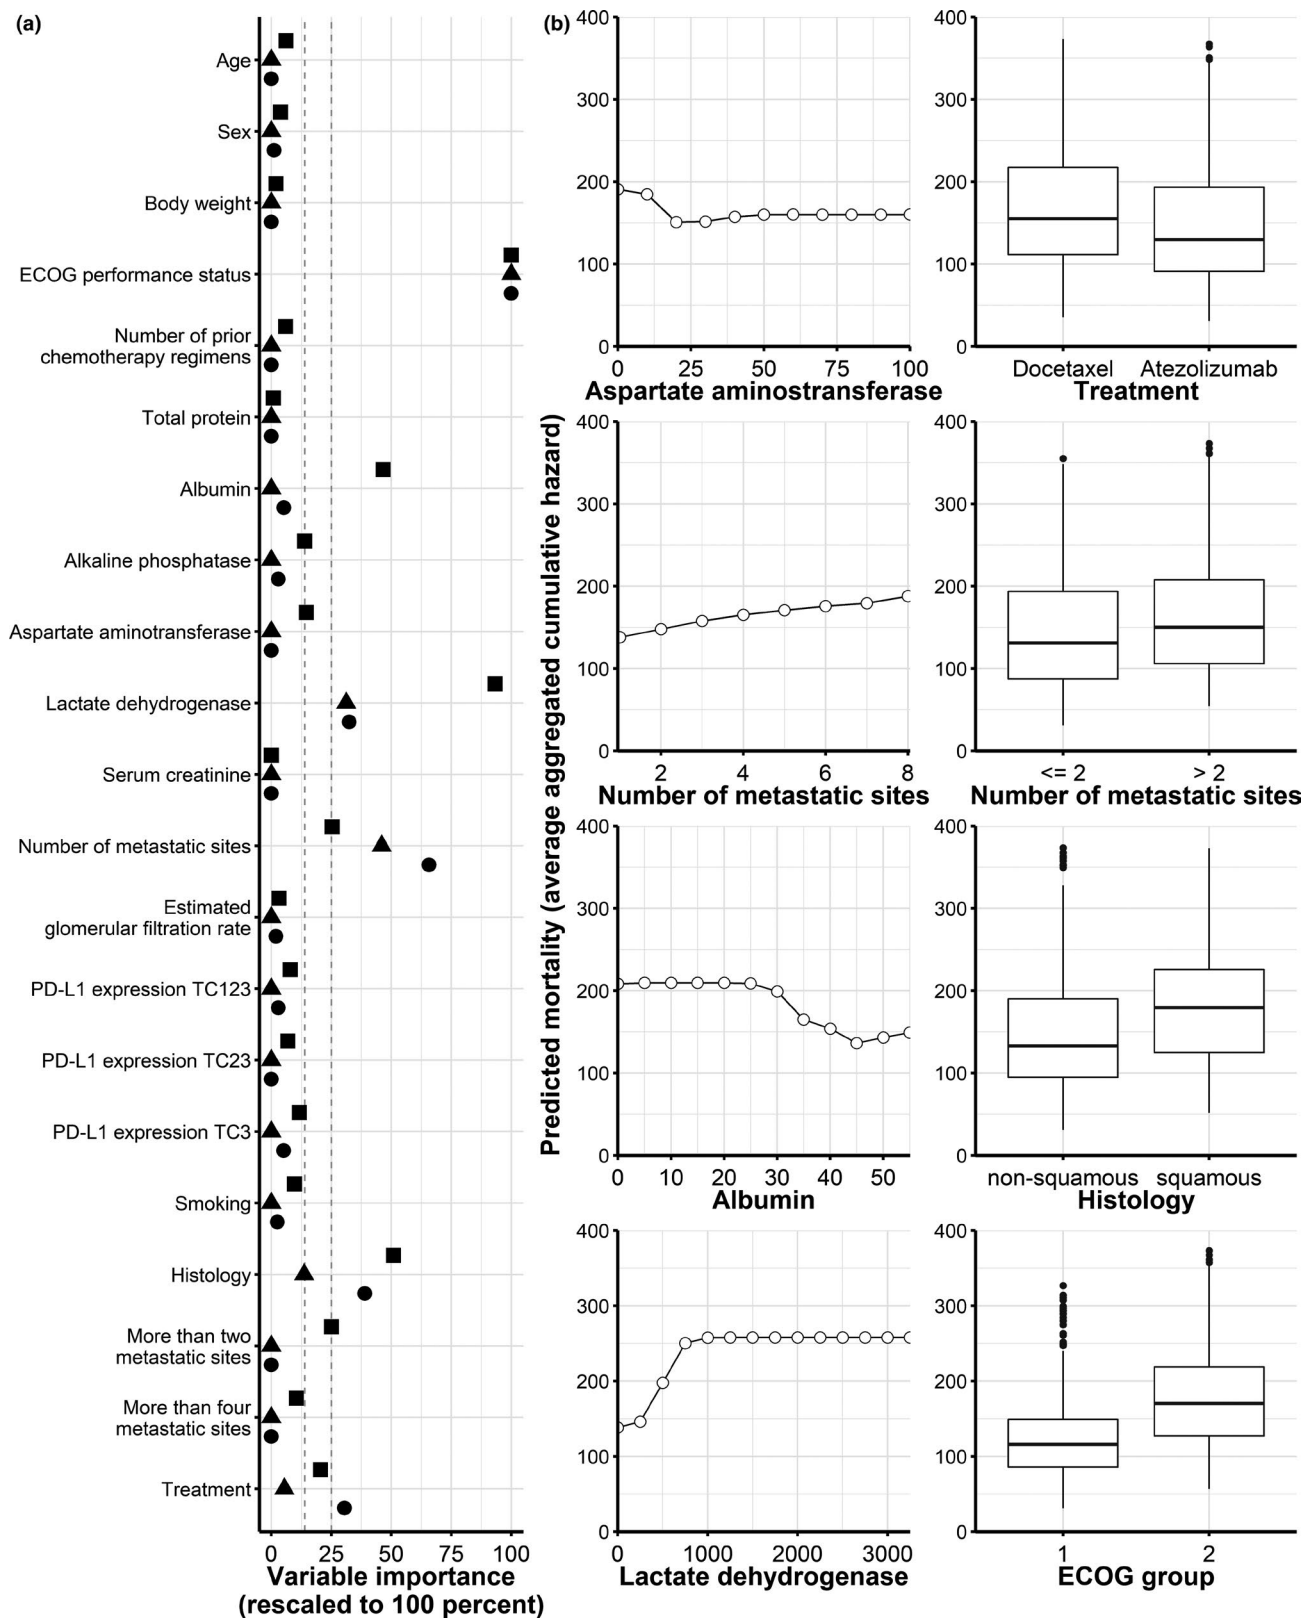 (a)
Age
Sex
Body weight
ECOG performance status
Number of prior
chemotherapy regimens
Total protein
Albumin
Alkaline phosphatase
Aspartate aminotransferase
Lactate dehydrogenase
Serum creatinine
Number of metastatic sites
Estimated
glomerular filtration rate
PD-L1 expression TC123
PD-L1 expression TC23
PD-L1 expression TC3
Smoking
Histology
More than two
metastatic sites
More than four
metastatic sites
Treatment
0 25 50 75 100
Variable importance
(rescaled to 100 percent)
(b)
Predicted mortality (average aggregated cumulative hazard)
400
300
200
100
0
0 25 50 75 100
Aspartate aminostransferase
400
300
200
100
0
Docetaxel Atezolizumab
Treatment
400
300
200
100
0
2 4 6 8
Number of metastatic sites
400
300
200
100
0
<= 2 > 2
Number of metastatic sites
400
300
200
100
0
0 10 20 30 40 50
Albumin
400
300
200
100
0
non-squamous squamous
Histology
400
300
200
100
0
0 1000 2000 3000
Lactate dehydrogenase
400
300
200
100
0
1 2
ECOG group